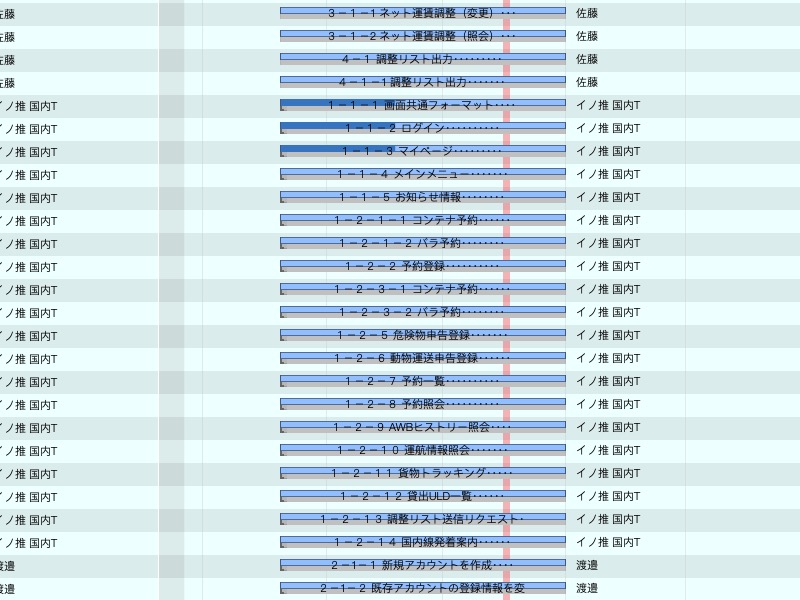 佐藤 3－1－1ネット運賃調整（変更）･･･ 佐藤
佐藤 3－1－2ネット運賃調整（照会）･･･ 佐藤
佐藤 4－1 調整リスト出力･････････ 佐藤
佐藤 4－1－1調整リスト出力･･･････ 佐藤
イノ推 国内T 1－1－1 画面共通フォーマット････ イノ推 国内T
イノ推 国内T 1－1－2 ログイン･･････････ イノ推 国内T
イノ推 国内T 1－1－3 マイページ･････････ イノ推 国内T
イノ推 国内T 1－1－4 メインメニュー･･･････ イノ推 国内T
イノ推 国内T 1－1－5 お知らせ情報････････ イノ推 国内T
イノ推 国内T 1－2－1－1 コンテナ予約･･････ イノ推 国内T
イノ推 国内T 1－2－1－2 バラ予約････････ イノ推 国内T
イノ推 国内T 1－2－2 予約登録･･････････ イノ推 国内T
イノ推 国内T 1－2－3－1 コンテナ予約･･････ イノ推 国内T
イノ推 国内T 1－2－3－2 バラ予約････････ イノ推 国内T
イノ推 国内T 1－2－5 危険物申告登録･･･････ イノ推 国内T
イノ推 国内T 1－2－6 動物運送申告登録･･････ イノ推 国内T
イノ推 国内T 1－2－7 予約一覧･･････････ イノ推 国内T
イノ推 国内T 1－2－8 予約照会･･････････ イノ推 国内T
イノ推 国内T 1－2－9 AWBヒストリー照会････ イノ推 国内T
イノ推 国内T 1－2－10 運航情報照会･･････ イノ推 国内T
イノ推 国内T 1－2－11 貨物トラッキング･････ イノ推 国内T
イノ推 国内T 1－2－12 貸出ULD一覧･･････ イノ推 国内T
イノ推 国内T 1－2－13 調整リスト送信リクエスト･ イノ推 国内T
イノ推 国内T 1－2－14 国内線発着案内･･････ イノ推 国内T
渡邉 2－1－1 新規アカウントを作成････ 渡邉
渡邉 2－1－2 既存アカウントの登録情報を変 渡邉